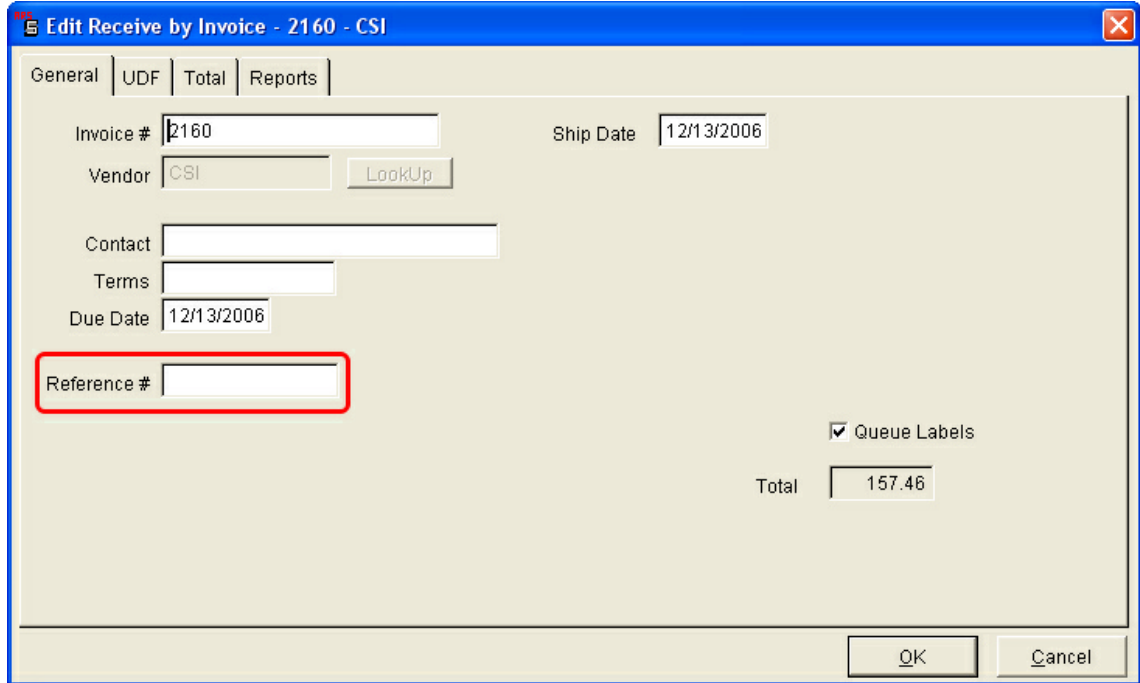 Edit Receive by Invoice - 2160 - CSI
General UDF Total Reports
Invoice # 2160 Ship Date 12/13/2006
Vendor CSI LookUp
Contact
Terms
Due Date 12/13/2006
Reference #
Queue Labels
Total 157.46
OK Cancel